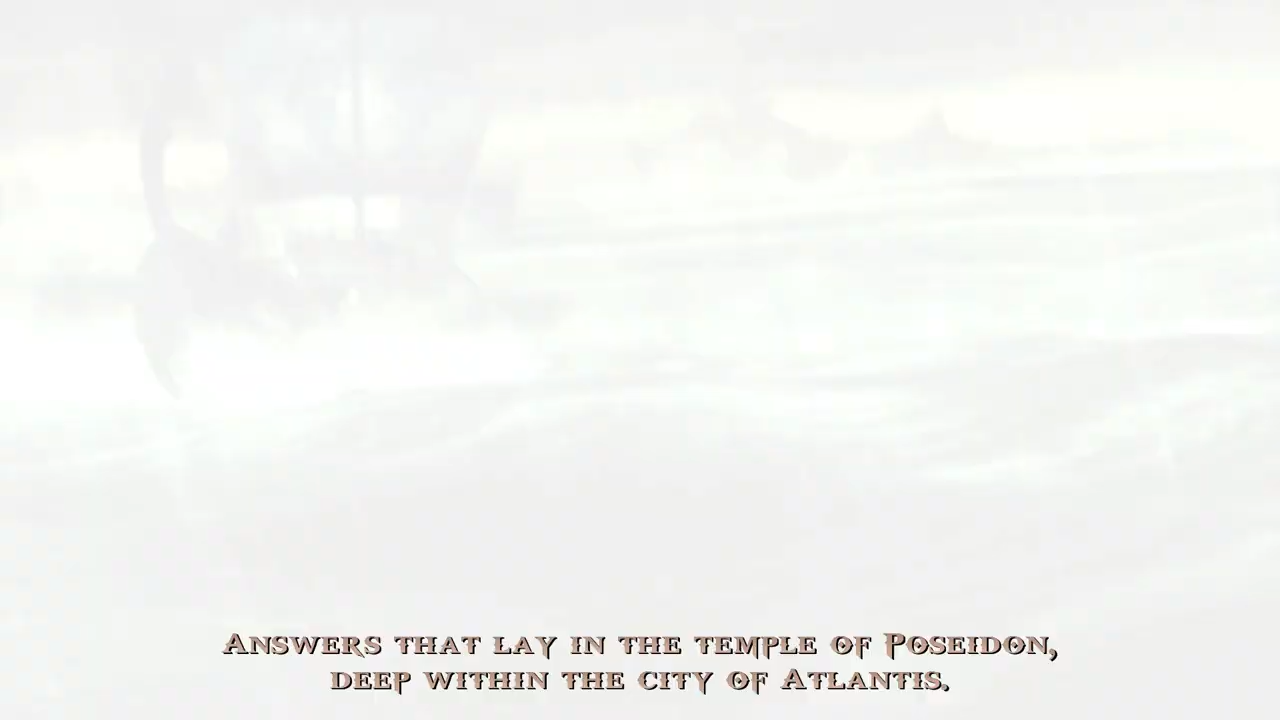 Answers that lay in the temple of Poseidon,
deep within the city of Atlantis.